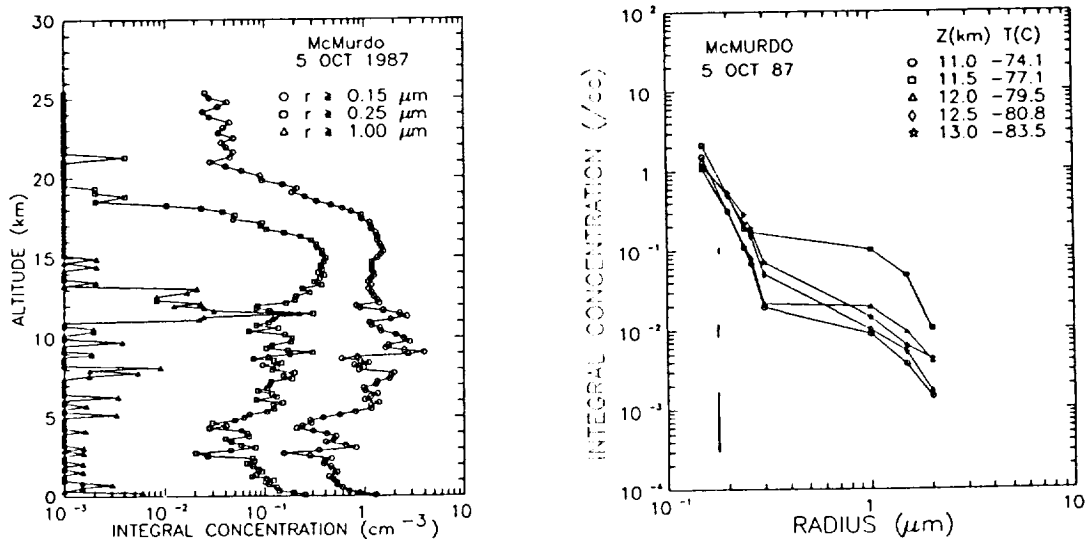 30
25
20
15
10
5
0
ALTITUDE (km)
McMurdo
5 OCT 1987
○ r ≥ 0.15 μm
□ r ≥ 0.25 μm
△ r ≥ 1.00 μm
10⁻³ 10⁻² 10⁻¹ 1 10
INTEGRAL CONCENTRATION (cm⁻³)
10²
10
1
10⁻¹
10⁻²
10⁻³
10⁻⁴
INTEGRAL CONCENTRATION (/cc)
McMURDO
5 OCT 87
Z(km) T(C)
○ 11.0 −74.1
□ 11.5 −77.1
△ 12.0 −79.5
◇ 12.5 −80.8
☆ 13.0 −83.5
10⁻¹ 1 10
RADIUS (μm)